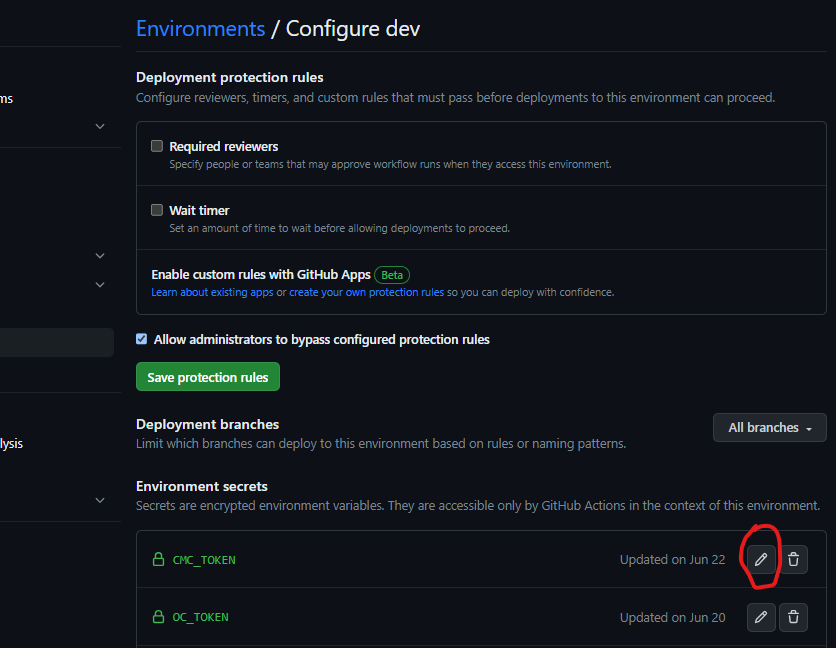 Environments / Configure dev
Deployment protection rules
Configure reviewers, timers, and custom rules that must pass before deployments to this environment can proceed.
ms
Required reviewers
Specify people or teams that may approve workflow runs when they access this environment.
Wait timer
Set an amount of time to wait before allowing deployments to proceed.
Enable custom rules with GitHub Apps Beta
Learn about existing apps or create your own protection rules so you can deploy with confidence.
Allow administrators to bypass configured protection rules
Save protection rules
Deployment branches
All branches
Limit which branches can deploy to this environment based on rules or naming patterns.
lysis
Environment secrets
Secrets are encrypted environment variables. They are accessible only by GitHub Actions in the context of this environment.
CMC_TOKEN Updated on Jun 22
OC_TOKEN Updated on Jun 20